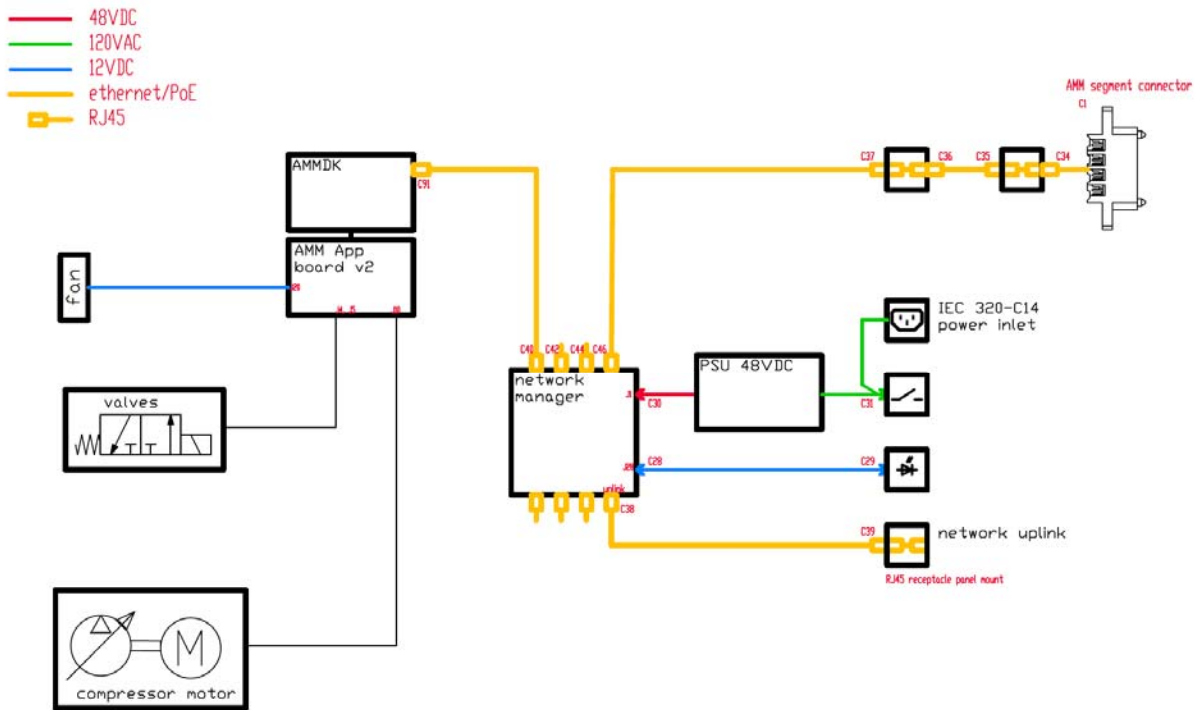 48VDC
120VAC
12VDC
ethernet/PoE
RJ45
AMM segment connector
C1
AMMDK
C91
C37
C36
C35
C34
AMM App
board v2
fan
IEC 320-C14
power inlet
C40
C42
C44
C46
network
manager
PSU 48VDC
C30
C31
valves
C28
C29
uplink
C38
C39
network uplink
RJ45 receptacle panel mount
M
compressor motor